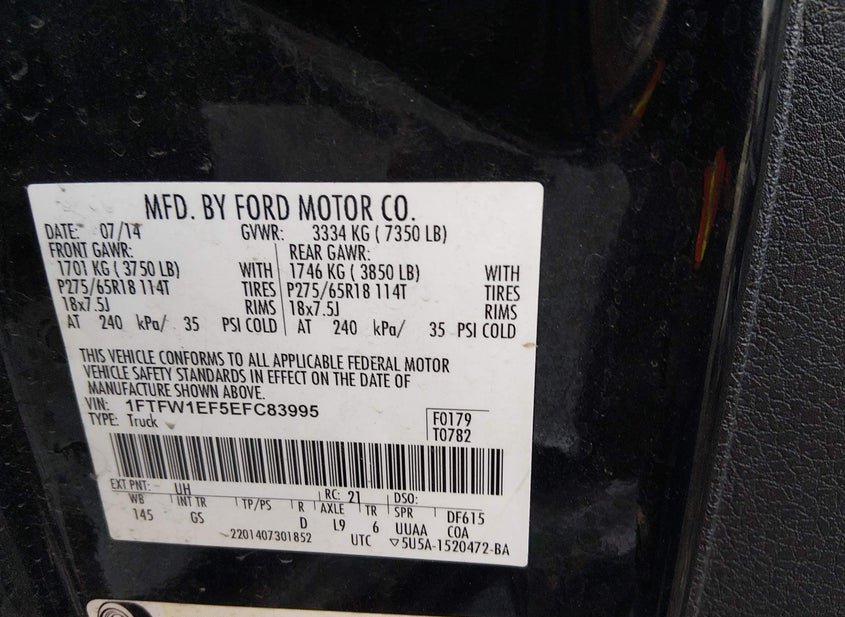 MFD. BY FORD MOTOR CO.
DATE: 07/14 GVWR: 3334 KG ( 7350 LB)
FRONT GAWR: REAR GAWR:
1701 KG ( 3750 LB) WITH 1746 KG ( 3850 LB) WITH
P275/65R18 114T TIRES P275/65R18 114T TIRES
18x7.5J RIMS 18x7.5J RIMS
AT 240 kPa/ 35 PSI COLD AT 240 kPa/ 35 PSI COLD
THIS VEHICLE CONFORMS TO ALL APPLICABLE FEDERAL MOTOR
VEHICLE SAFETY STANDARDS IN EFFECT ON THE DATE OF
MANUFACTURE SHOWN ABOVE.
VIN: 1FTFW1EF5EFC83995 F0179
TYPE: Truck T0782
EXT PNT: UH RC: 21 DSO:
WB INT TR TP/PS R AXLE TR SPR DF615
145 GS D L9 6 UUAA COA
2201407301852 UTC ▽5U5A-1520472-BA